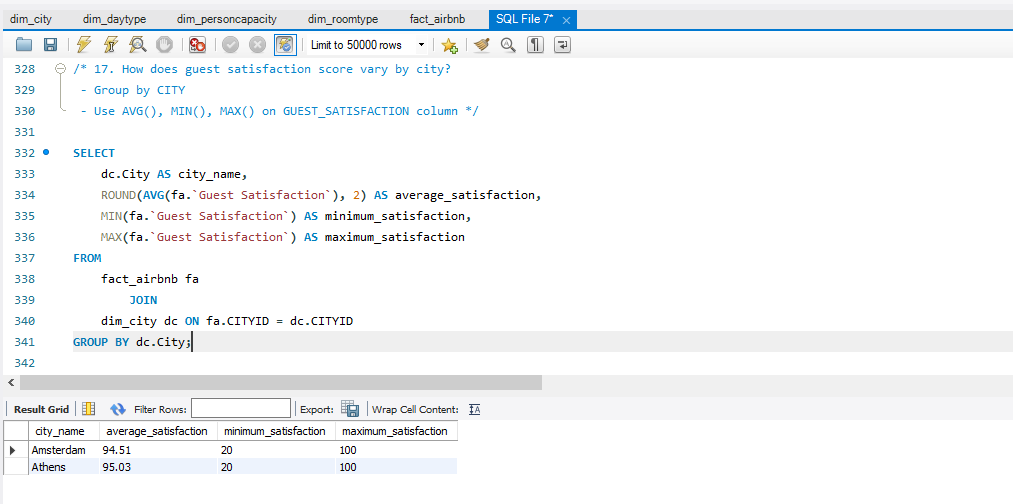 dim_city dim_daytype dim_personcapacity dim_roomtype fact_airbnb SQL File 7* ×
Limit to 50000 rows
328 /* 17. How does guest satisfaction score vary by city?
329 - Group by CITY
330 - Use AVG(), MIN(), MAX() on GUEST_SATISFACTION column */
331
332 SELECT
333 dc.City AS city_name,
334 ROUND(AVG(fa.`Guest Satisfaction`), 2) AS average_satisfaction,
335 MIN(fa.`Guest Satisfaction`) AS minimum_satisfaction,
336 MAX(fa.`Guest Satisfaction`) AS maximum_satisfaction
337 FROM
338 fact_airbnb fa
339 JOIN
340 dim_city dc ON fa.CITYID = dc.CITYID
341 GROUP BY dc.City;
342
Result Grid Filter Rows: Export: Wrap Cell Content: IA
city_name average_satisfaction minimum_satisfaction maximum_satisfaction
Amsterdam 94.51 20 100
Athens 95.03 20 100